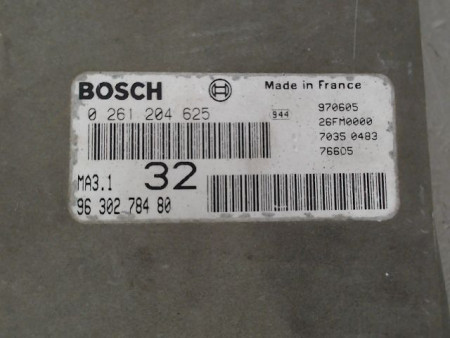 BOSCH
Made in France
0 261 204 625
944
970605
26FM0000
7035 0483
76605
MA3.1
32
96 302 784 80